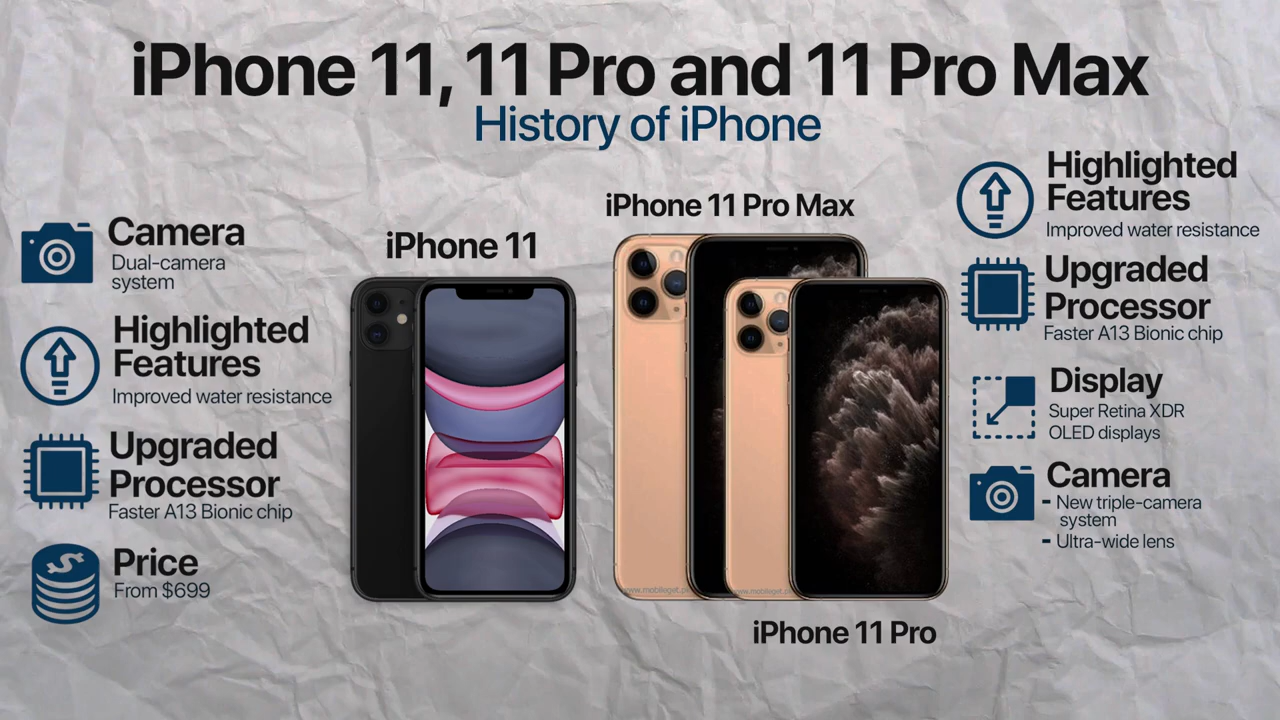 iPhone 11, 11 Pro and 11 Pro Max
History of iPhone
Camera
Dual-camera
system
Highlighted
Features
Improved water resistance
Upgraded
Processor
Faster A13 Bionic chip
Price
From $699
iPhone 11
iPhone 11 Pro Max
iPhone 11 Pro
Highlighted
Features
Improved water resistance
Upgraded
Processor
Faster A13 Bionic chip
Display
Super Retina XDR
OLED displays
Camera
- New triple-camera
system
- Ultra-wide lens